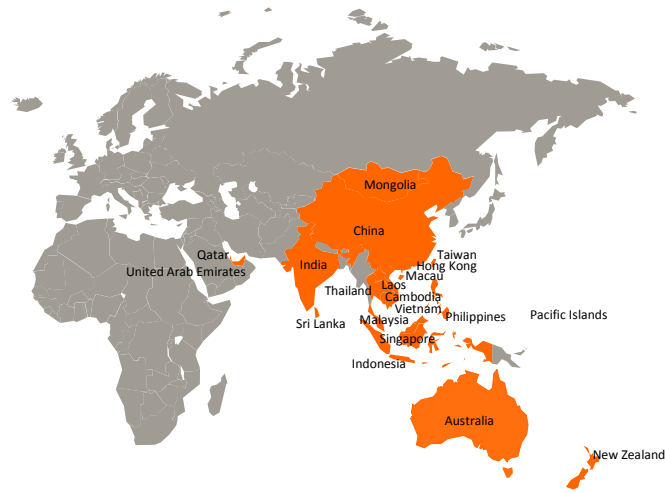 Mongolia
China
Taiwan
Qatar
Hong Kong
India
United Arab Emirates
Macau
Laos
Thailand
Cambodia
Vietnam
Pacific Islands
Philippines
Malaysia
Sri Lanka
Singapore
Indonesia
Australia
New Zealand